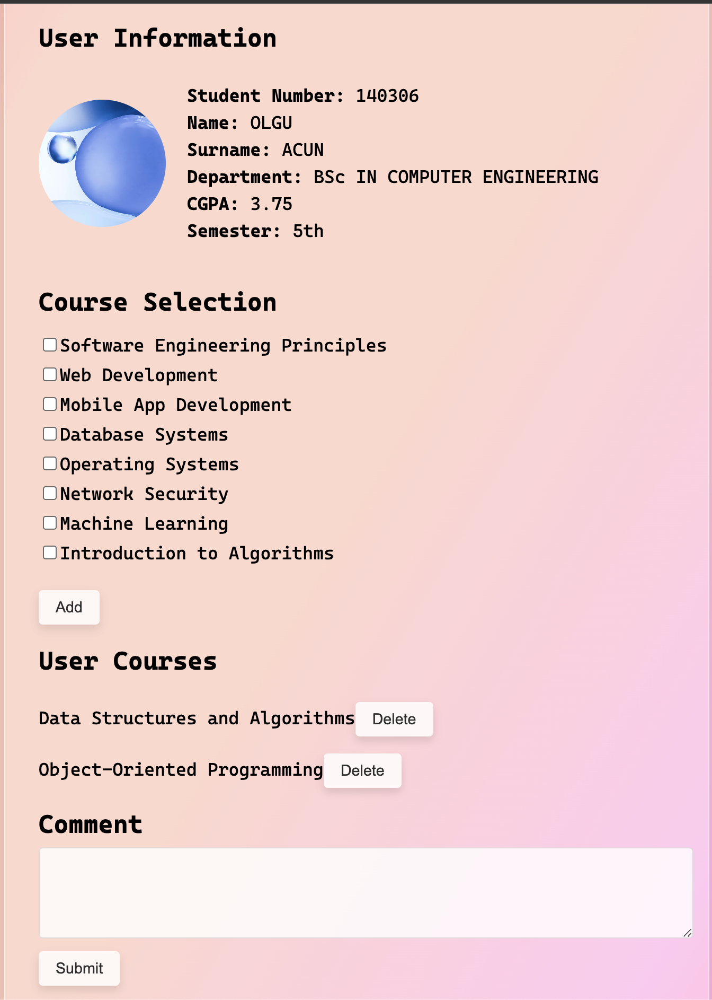 User Information
Student Number: 140306
Name: OLGU
Surname: ACUN
Department: BSc IN COMPUTER ENGINEERING
CGPA: 3.75
Semester: 5th
Course Selection
Software Engineering Principles
Web Development
Mobile App Development
Database Systems
Operating Systems
Network Security
Machine Learning
Introduction to Algorithms
Add
User Courses
Data Structures and Algorithms Delete
Object-Oriented Programming Delete
Comment
Submit